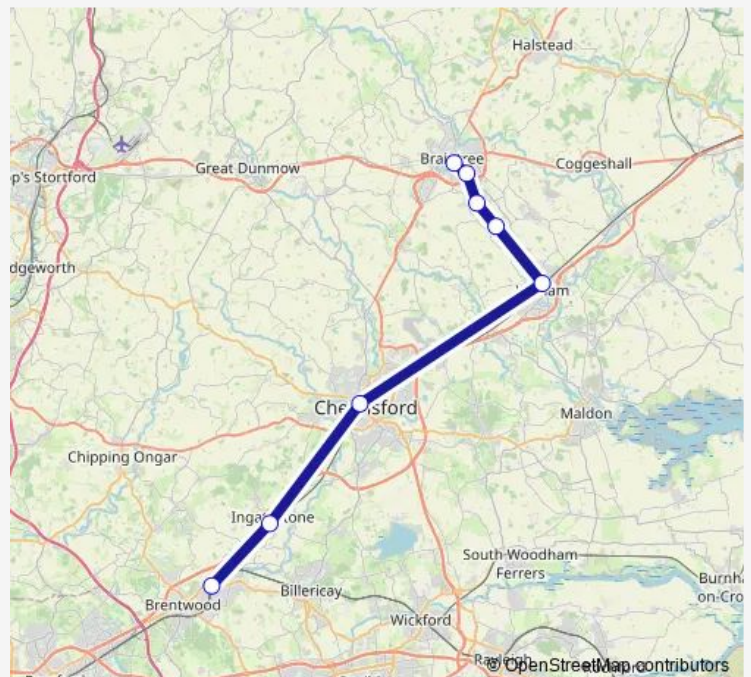 Halstead
Great Dunmow
Coggeshall
p's Stortford
dgeworth
Maldon
Chipping Ongar
South Woodham
Ferrers
Billericay
Burnh
on-Cro
Brentwood
Wickford
© OpenStreetMap contributors